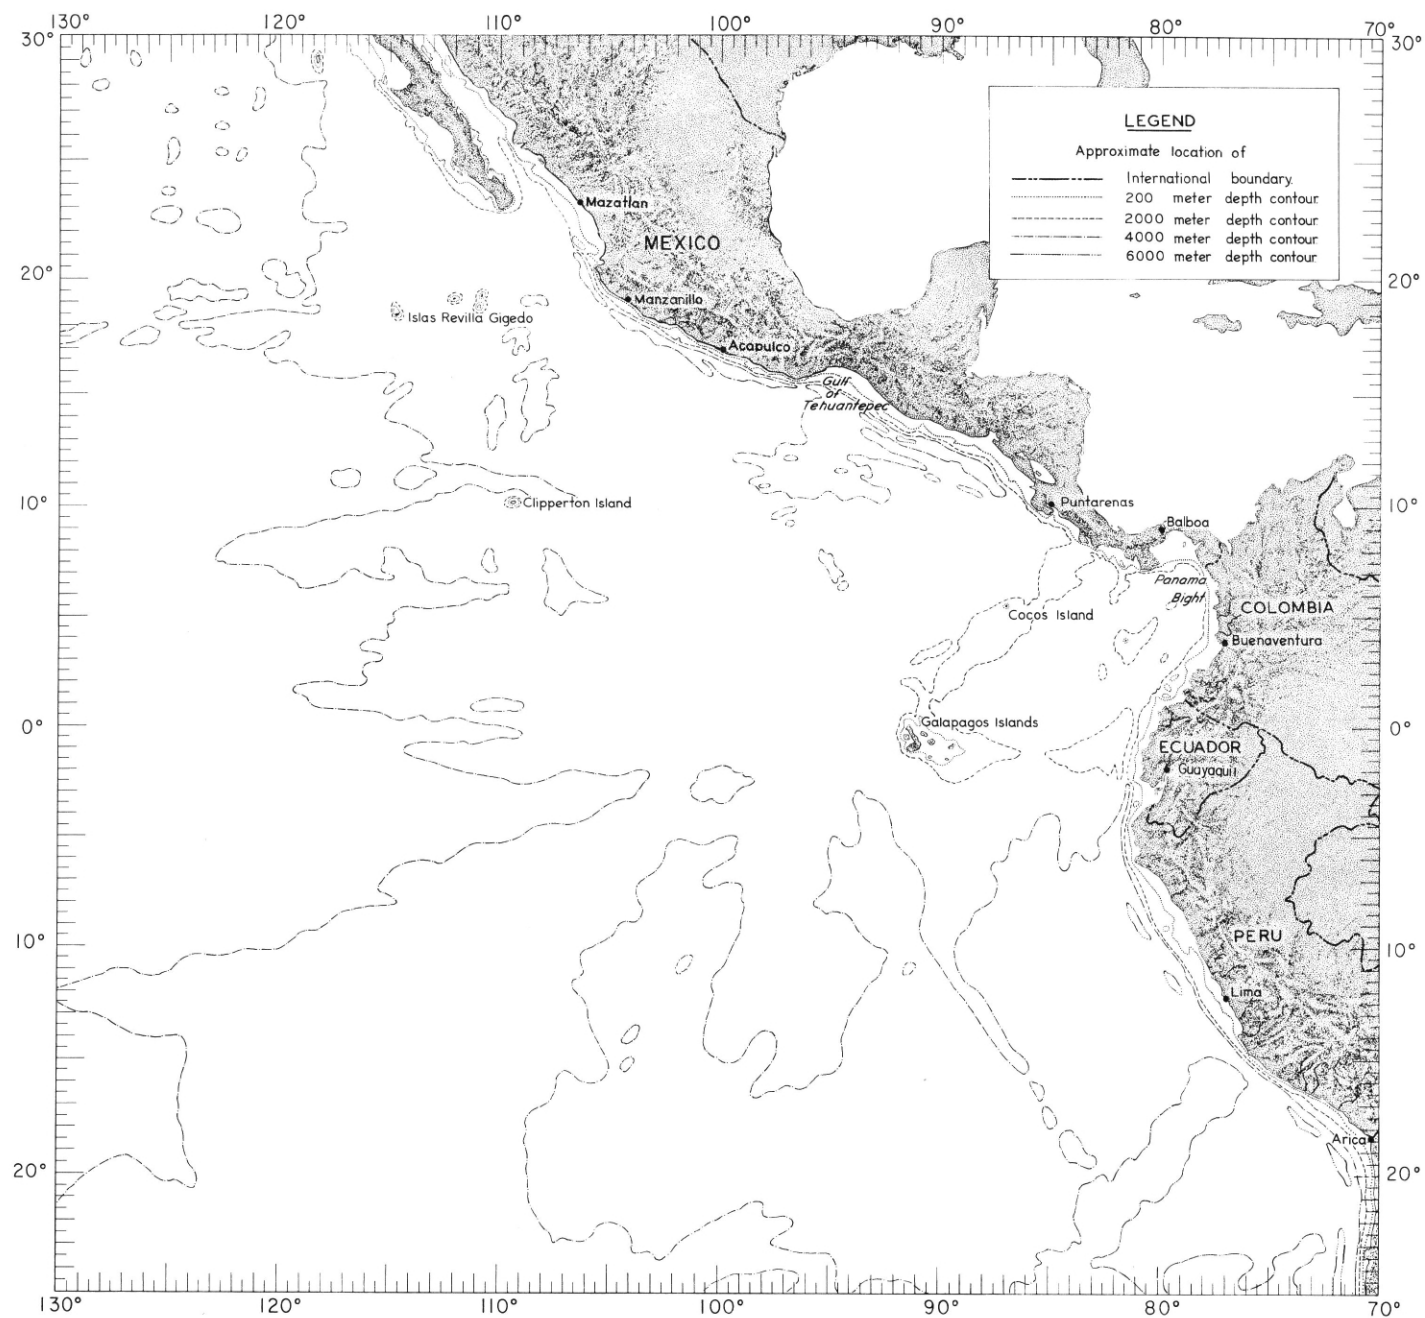 130° 120° 110° 100° 90° 80° 70°
30° 30°
LEGEND
Approximate location of
International boundary.
200 meter depth contour
2000 meter depth contour
4000 meter depth contour
6000 meter depth contour
Mazatlan
MEXICO
20° 20°
Manzanillo
Islas Revilla Gigedo
Acapulco
Gulf
of
Tehuantepec
10° 10°
Clipperton Island
Puntarenas
Balboa
Panama
Bight
COLOMBIA
Cocos Island
Buenaventura
0° 0°
Galapagos Islands
ECUADOR
Guayaquil
10° 10°
PERU
Lima
Arica
20° 20°
130° 120° 110° 100° 90° 80° 70°